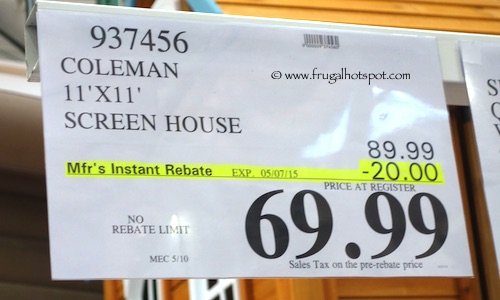 937456
© www.frugalhotspot.com
COLEMAN
11'X11'
SCREEN HOUSE
89.99
Mfr's Instant Rebate EXP. 05/07/15 -20.00
PRICE AT REGISTER
69.99
NO
REBATE LIMIT
MEC 5/10
Sales Tax on the pre-rebate price